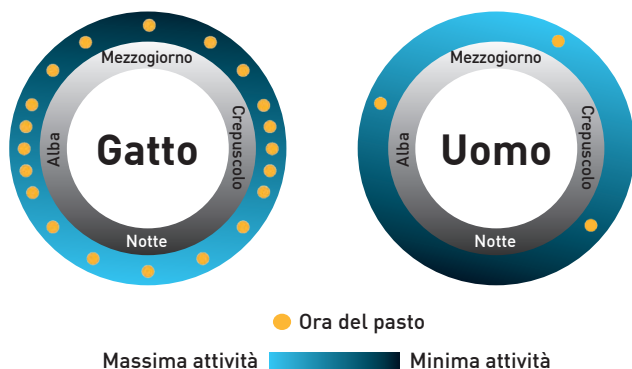 Mezzogiorno
Alba
Gatto
Crepuscolo
Notte
Mezzogiorno
Alba
Uomo
Crepuscolo
Notte
Ora del pasto
Massima attività
Minima attività